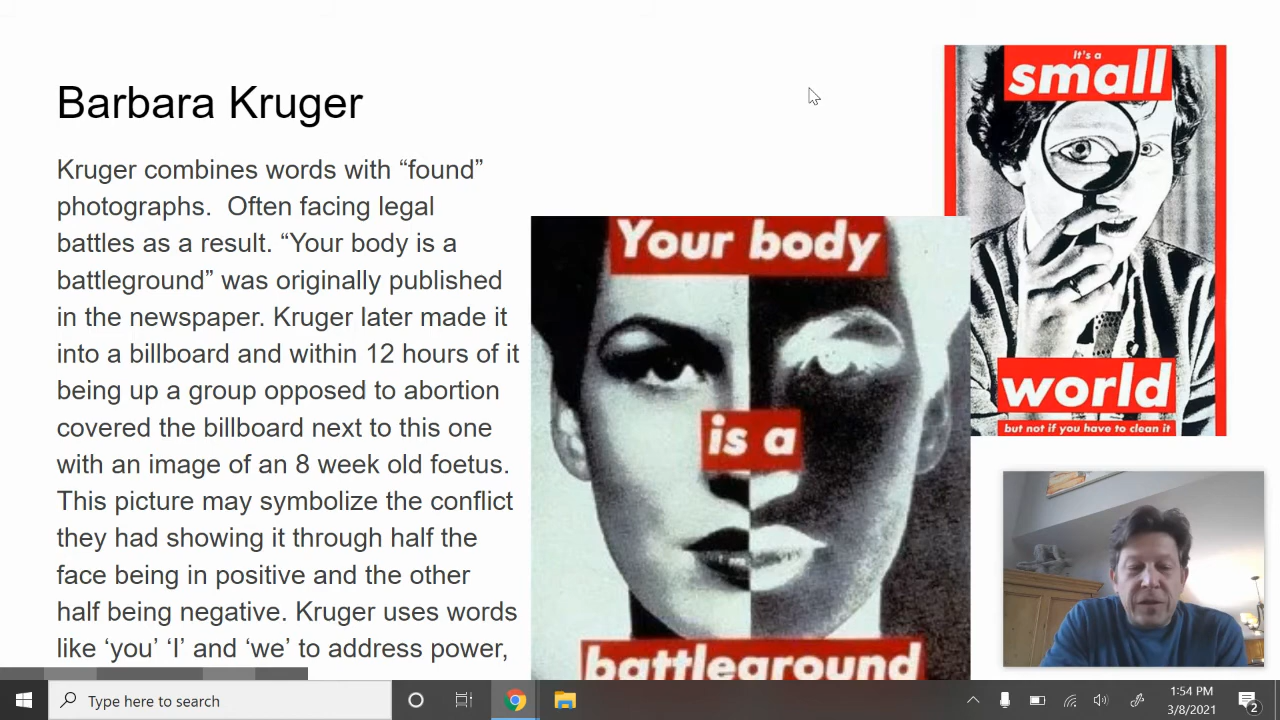 Barbara Kruger
Kruger combines words with “found”
photographs.  Often facing legal
battles as a result. “Your body is a
battleground” was originally published
in the newspaper. Kruger later made it
into a billboard and within 12 hours of it
being up a group opposed to abortion
covered the billboard next to this one
with an image of an 8 week old foetus.
This picture may symbolize the conflict
they had showing it through half the
face being in positive and the other
half being negative. Kruger uses words
like ‘you’ ‘I’ and ‘we’ to address power,
Your body
is a
battleground
It's a
small
world
but not if you have to clean it
Type here to search
1:54 PM
3/8/2021
2